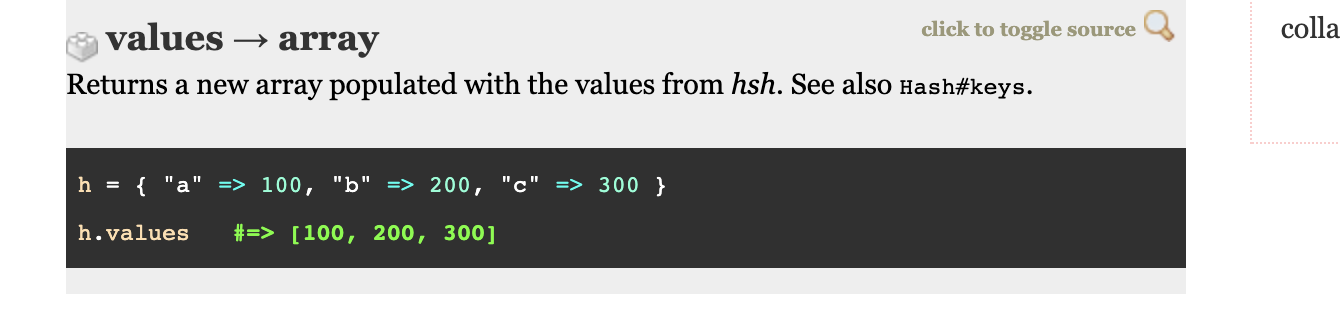 values → array
click to toggle source
Returns a new array populated with the values from hsh. See also Hash#keys.
h = { "a" => 100, "b" => 200, "c" => 300 }
h.values   #=> [100, 200, 300]
colla